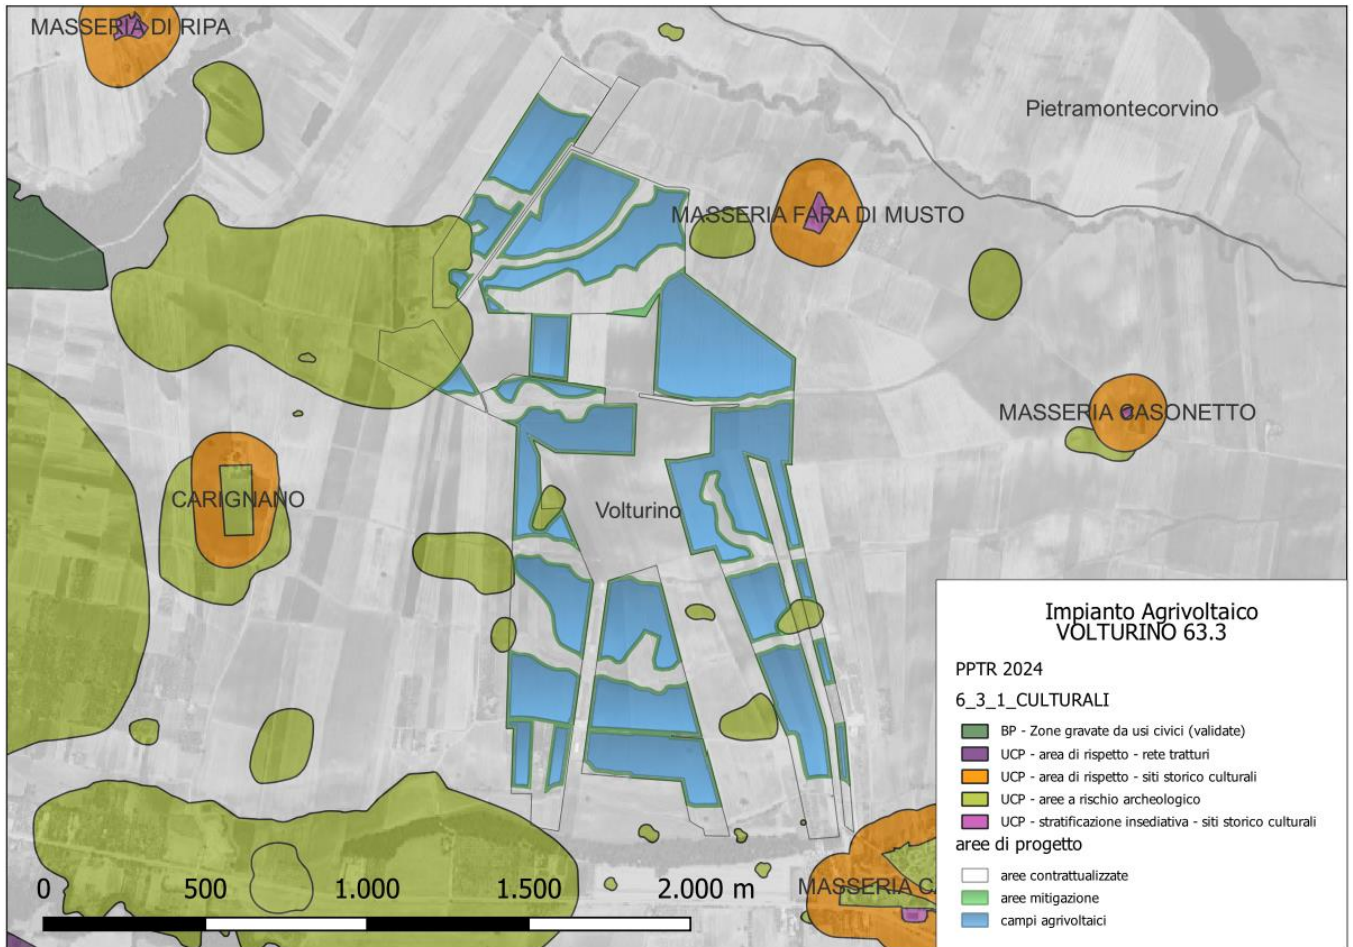 MASSERIA DI RIPA
Pietramontecorvino
MASSERIA FARA DI MUSTO
MASSERIA CASONETTO
CARIGNANO
Volturino
Impianto Agrivoltaico
VOLTURINO 63.3
PPTR 2024
6_3_1_CULTURALI
BP - Zone gravate da usi civici (validate)
UCP - area di rispetto - rete tratturi
UCP - area di rispetto - siti storico culturali
UCP - aree a rischio archeologico
UCP - stratificazione insediativa - siti storico culturali
aree di progetto
aree contrattualizzate
aree mitigazione
campi agrivoltaici
0 500 1.000 1.500 2.000 m
MASSERIA CA